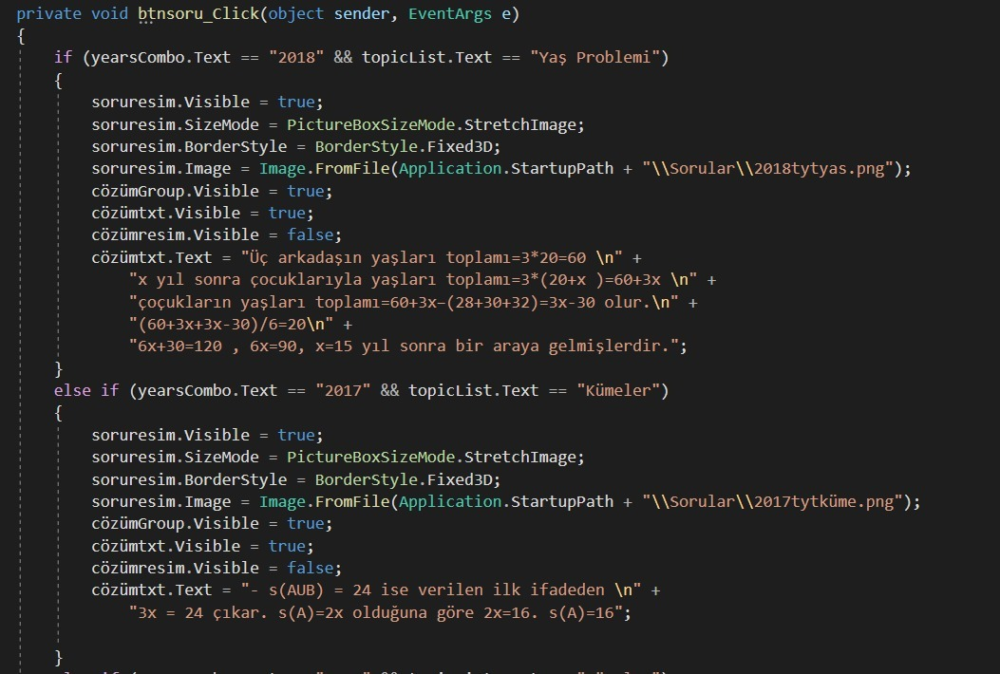 private void btnsoru_Click(object sender, EventArgs e)
{
if (yearsCombo.Text == "2018" && topicList.Text == "Yaş Problemi")
{
soruresim.Visible = true;
soruresim.SizeMode = PictureBoxSizeMode.StretchImage;
soruresim.BorderStyle = BorderStyle.Fixed3D;
soruresim.Image = Image.FromFile(Application.StartupPath + "\\Sorular\\2018tytyas.png");
cözümGroup.Visible = true;
cözümtxt.Visible = true;
cözümresim.Visible = false;
cözümtxt.Text = "Üç arkadaşın yaşları toplamı=3*20=60 \n" +
"x yıl sonra çocuklarıyla yaşları toplamı=3*(20+x )=60+3x \n" +
"çoçukların yaşları toplamı=60+3x–(28+30+32)=3x-30 olur.\n" +
"(60+3x+3x-30)/6=20\n" +
"6x+30=120 , 6x=90, x=15 yıl sonra bir araya gelmişlerdir.";
}
else if (yearsCombo.Text == "2017" && topicList.Text == "Kümeler")
{
soruresim.Visible = true;
soruresim.SizeMode = PictureBoxSizeMode.StretchImage;
soruresim.BorderStyle = BorderStyle.Fixed3D;
soruresim.Image = Image.FromFile(Application.StartupPath + "\\Sorular\\2017tytküme.png");
cözümGroup.Visible = true;
cözümtxt.Visible = true;
cözümresim.Visible = false;
cözümtxt.Text = "- s(AUB) = 24 ise verilen ilk ifadeden \n" +
"3x = 24 çıkar. s(A)=2x olduğuna göre 2x=16. s(A)=16";
}